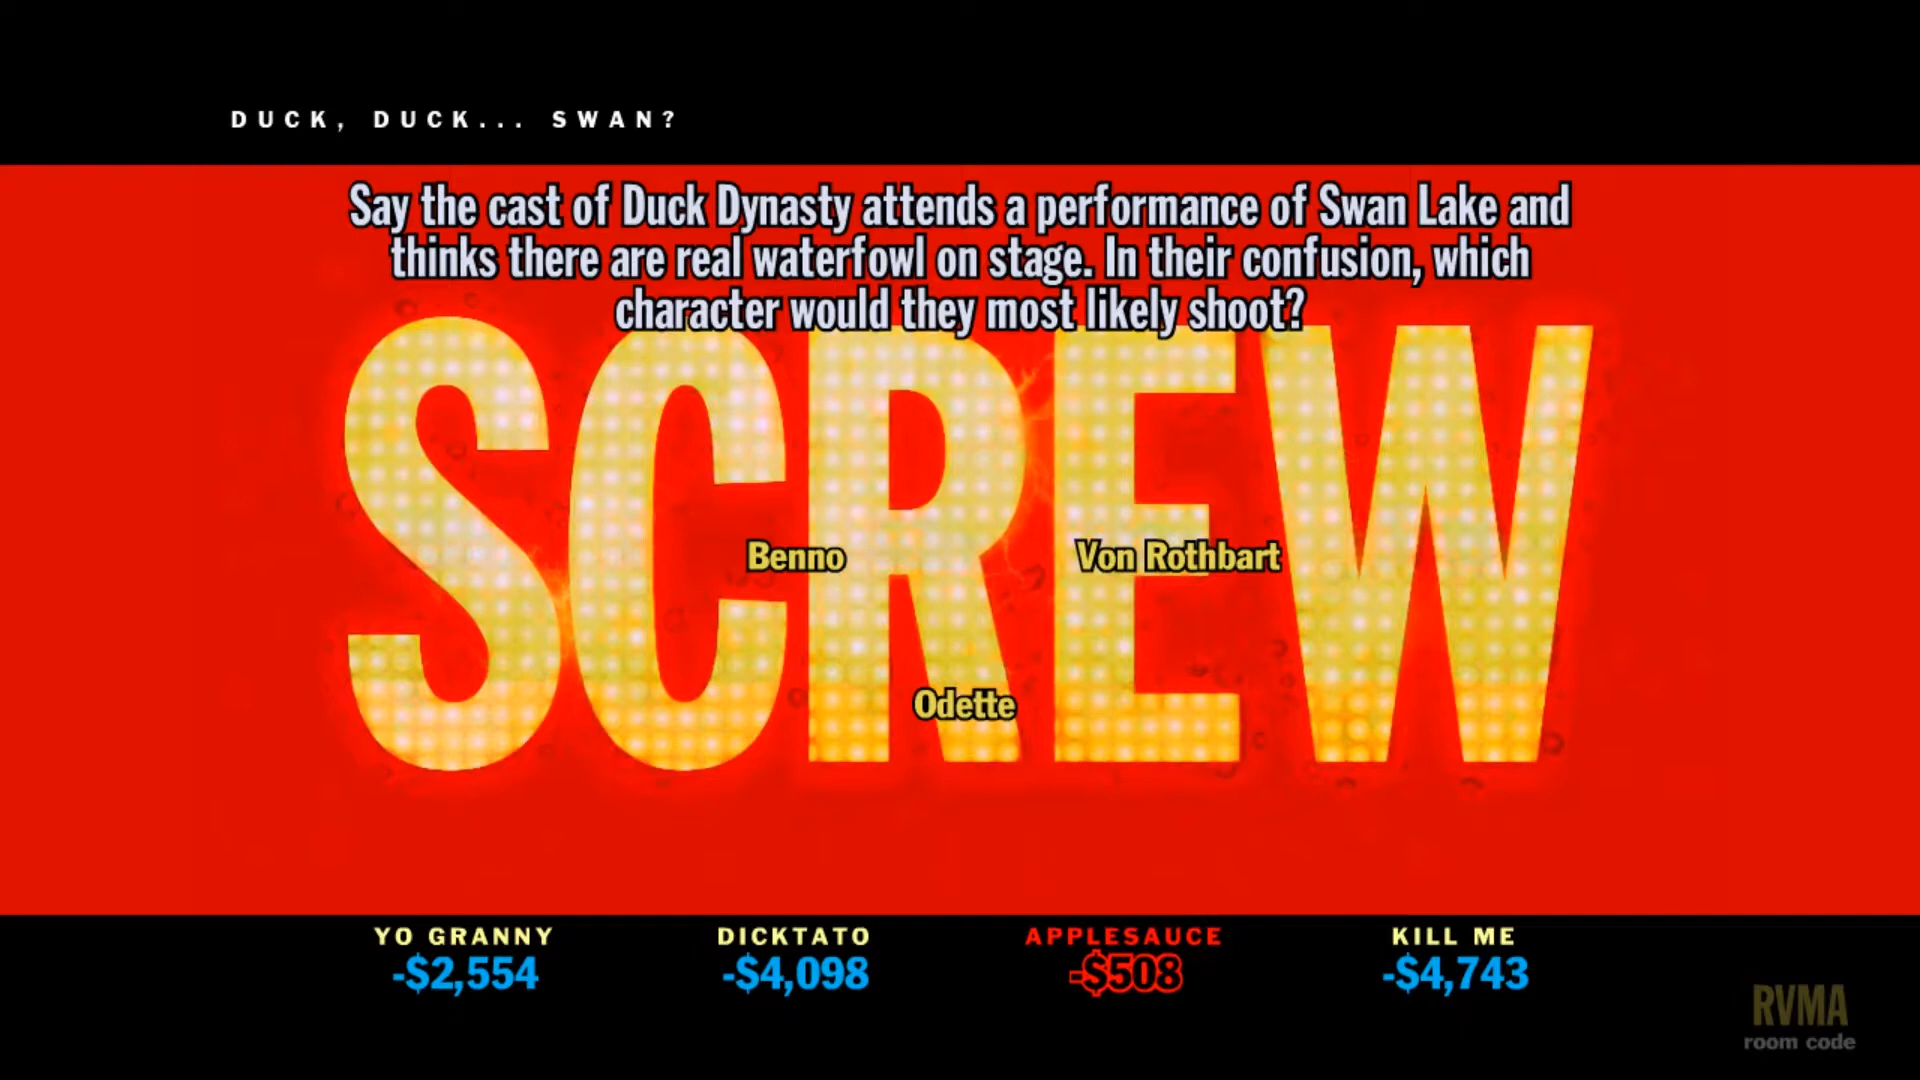 DUCK, DUCK... SWAN?
Say the cast of Duck Dynasty attends a performance of Swan Lake and
thinks there are real waterfowl on stage. In their confusion, which
character would they most likely shoot?
SCREW
Benno
Von Rothbart
Odette
YO GRANNY
DICKTATO
APPLESAUCE
KILL ME
-$2,554
-$4,098
-$508
-$4,743
RVMA
room code